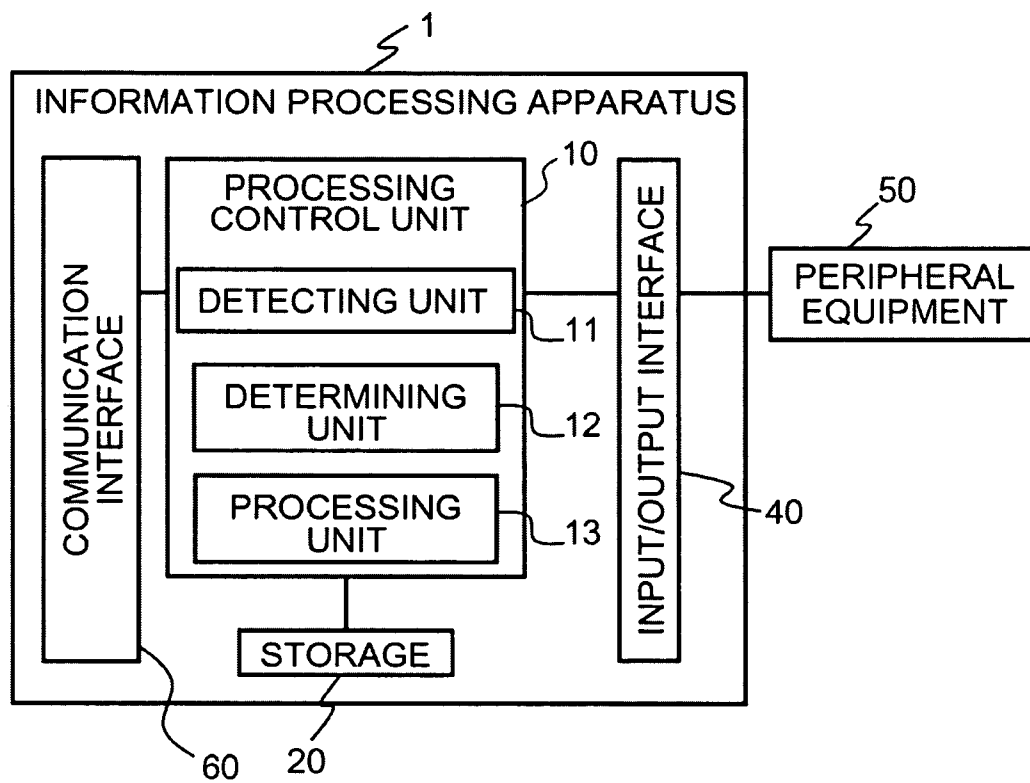 1
INFORMATION PROCESSING APPARATUS
COMMUNICATION
INTERFACE
PROCESSING
CONTROL UNIT
10
DETECTING UNIT
11
DETERMINING
UNIT
12
PROCESSING
UNIT
13
STORAGE
20
60
INPUT/OUTPUT INTERFACE
40
50
PERIPHERAL
EQUIPMENT